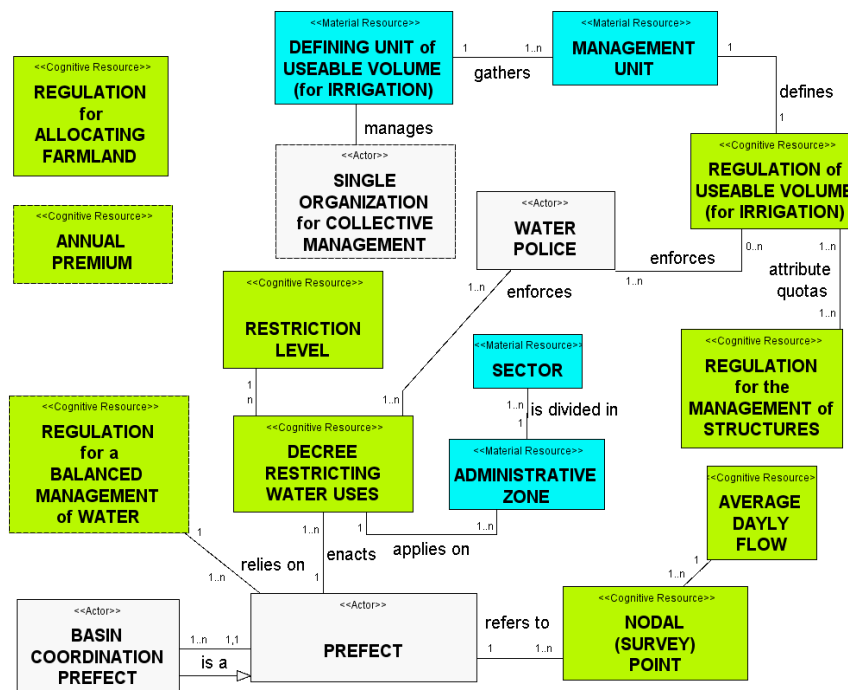 <<Material Resource>>
DEFINING UNIT of
USEABLE VOLUME
(for IRRIGATION)
1
1..n
gathers
<<Material Resource>>
MANAGEMENT
UNIT
1
defines
1
<<Cognitive Resource>>
REGULATION
for
ALLOCATING
FARMLAND
manages
<<Actor>>
SINGLE
ORGANIZATION
for COLLECTIVE
MANAGEMENT
<<Cognitive Resource>>
REGULATION of
USEABLE VOLUME
(for IRRIGATION)
<<Actor>>
WATER
POLICE
<<Cognitive Resource>>
ANNUAL
PREMIUM
0..n
1..n
enforces
1..n
attribute
quotas
1..n
1..n
enforces
<<Cognitive Resource>>
RESTRICTION
LEVEL
<<Material Resource>>
SECTOR
<<Cognitive Resource>>
REGULATION
for the
MANAGEMENT of
STRUCTURES
1
n
1..n
1..n
is divided in
1
<<Cognitive Resource>>
REGULATION
for a
BALANCED
MANAGEMENT
of WATER
<<Cognitive Resource>>
DECREE
RESTRICTING
WATER USES
<<Material Resource>>
ADMINISTRATIVE
ZONE
<<Cognitive Resource>>
AVERAGE
DAYLY
FLOW
1
relies on
1..n
1..n
enacts
1
1
applies on
1..n
1
1..n
<<Actor>>
BASIN
COORDINATION
PREFECT
1..n
1,1
is a
<<Actor>>
PREFECT
refers to
1
1..n
<<Cognitive Resource>>
NODAL
(SURVEY)
POINT